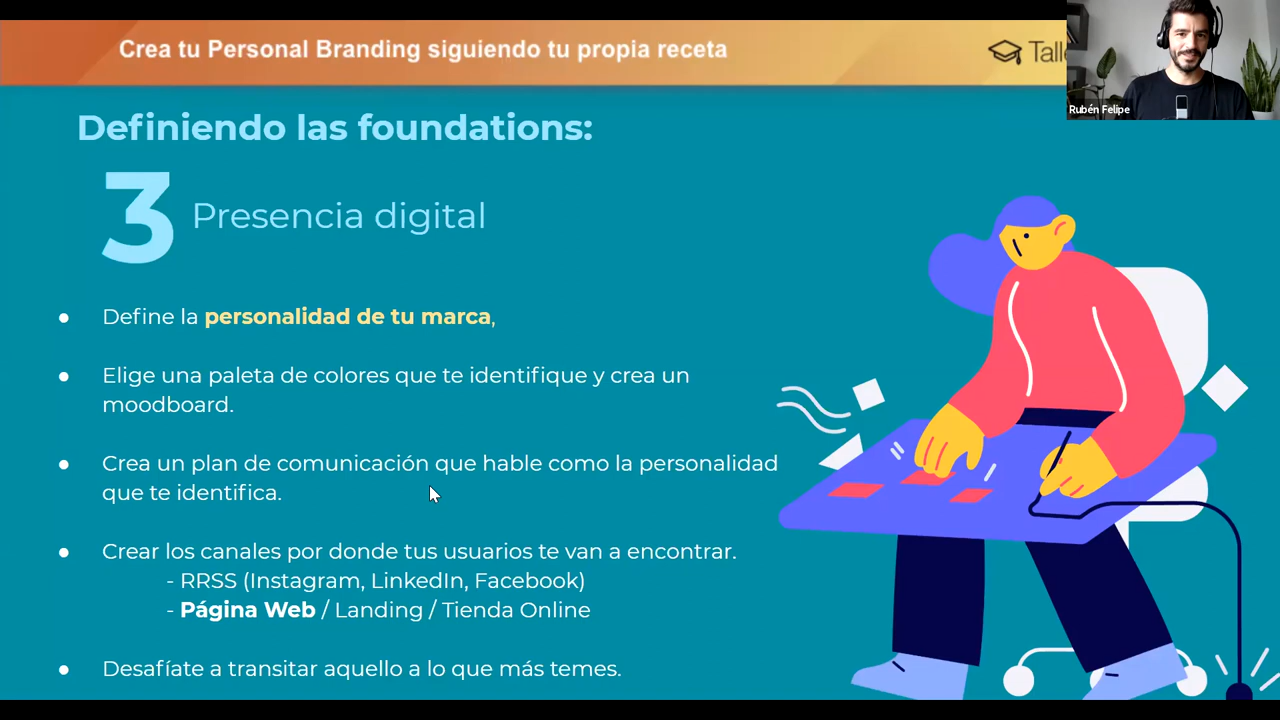 Crea tu Personal Branding siguiendo tu propia receta
Rubén Felipe
Definiendo las foundations:
3 Presencia digital
● Define la personalidad de tu marca,
● Elige una paleta de colores que te identifique y crea un
moodboard.
● Crea un plan de comunicación que hable como la personalidad
que te identifica.
● Crear los canales por donde tus usuarios te van a encontrar.
- RRSS (Instagram, LinkedIn, Facebook)
- Página Web / Landing / Tienda Online
● Desafíate a transitar aquello a lo que más temes.